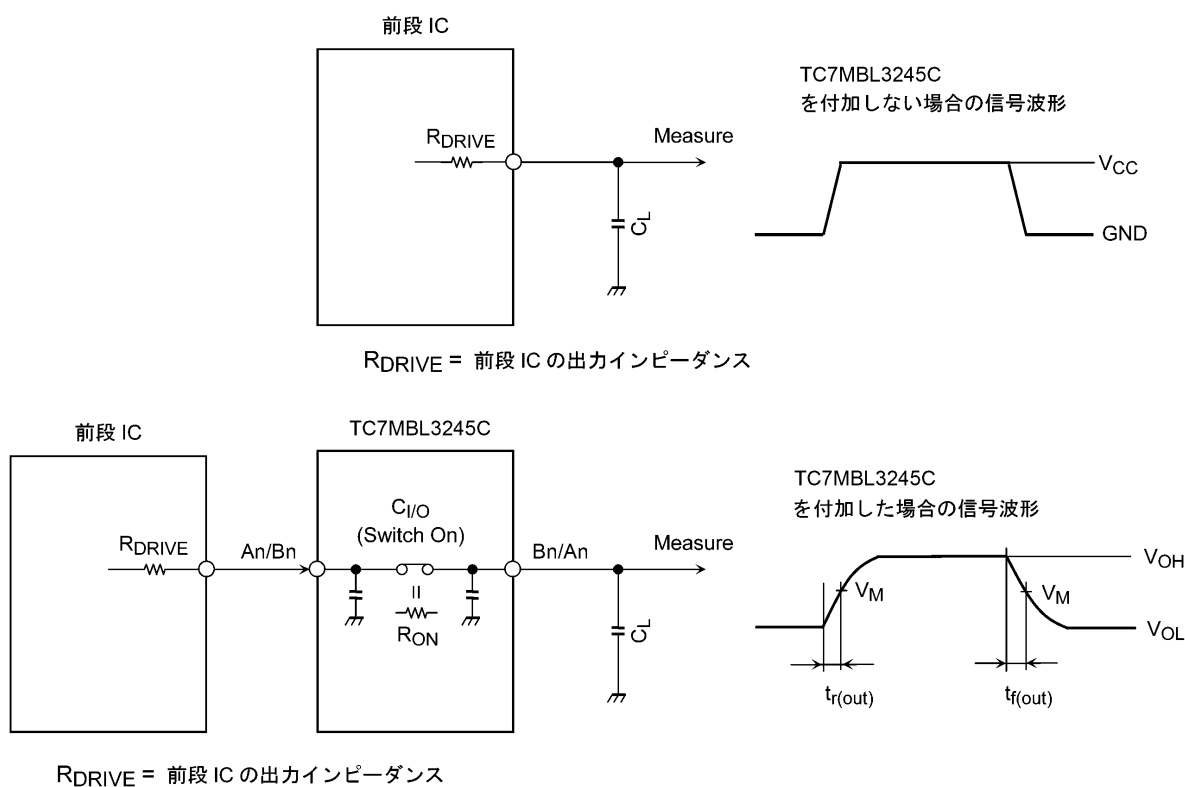 前段 IC
RDRIVE
Measure
CL
TC7MBL3245C
を付加しない場合の信号波形
VCC
GND
RDRIVE = 前段 IC の出力インピーダンス
前段 IC
TC7MBL3245C
RDRIVE
An/Bn
CI/O
(Switch On)
RON
Bn/An
Measure
CL
TC7MBL3245C
を付加した場合の信号波形
VOH
VM
VM
VOL
tr(out)
tf(out)
RDRIVE = 前段 IC の出力インピーダンス